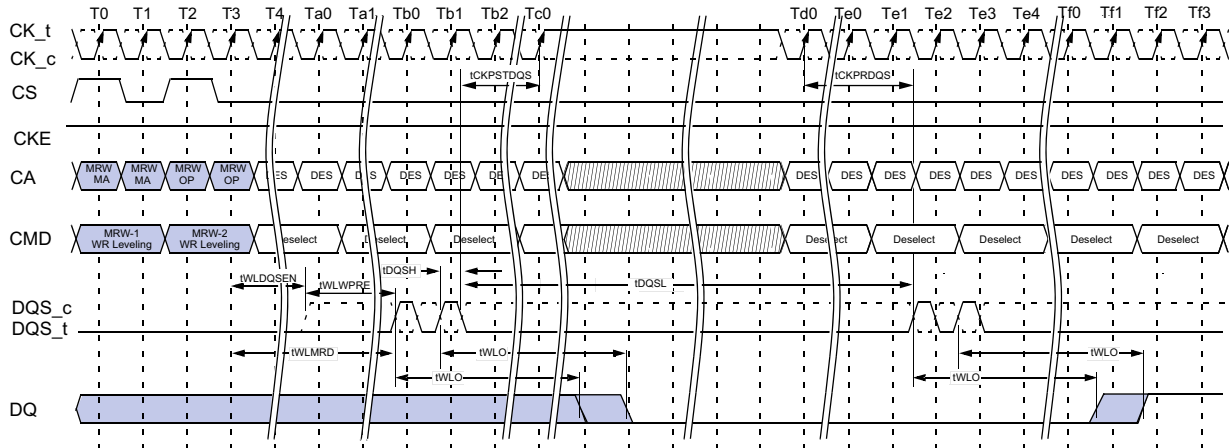 T0 T1 T2 T3 T4 Ta0 Ta1 Tb0 Tb1 Tb2 Tc0 Td0 Te0 Te1 Te2 Te3 Te4 Tf0 Tf1 Tf2 Tf3
CK_t
CK_c
tCKPSTDQS tCKPRDQS
CS
CKE
MRW MRW MRW MRW
MA MA OP OP
CA DES DES DES DES DES DES DES DES DES DES DES DES DES DES DES DES DES
MRW-1 MRW-2
WR Leveling WR Leveling
CMD Deselect Deselect Deselect Deselect Deselect Deselect Deselect Deselect
tDQSH
tWLDQSEN tDQSL
tWLWPRE
DQS_c
DQS_t
tWLMRD tWLO tWLO
tWLO tWLO
DQ